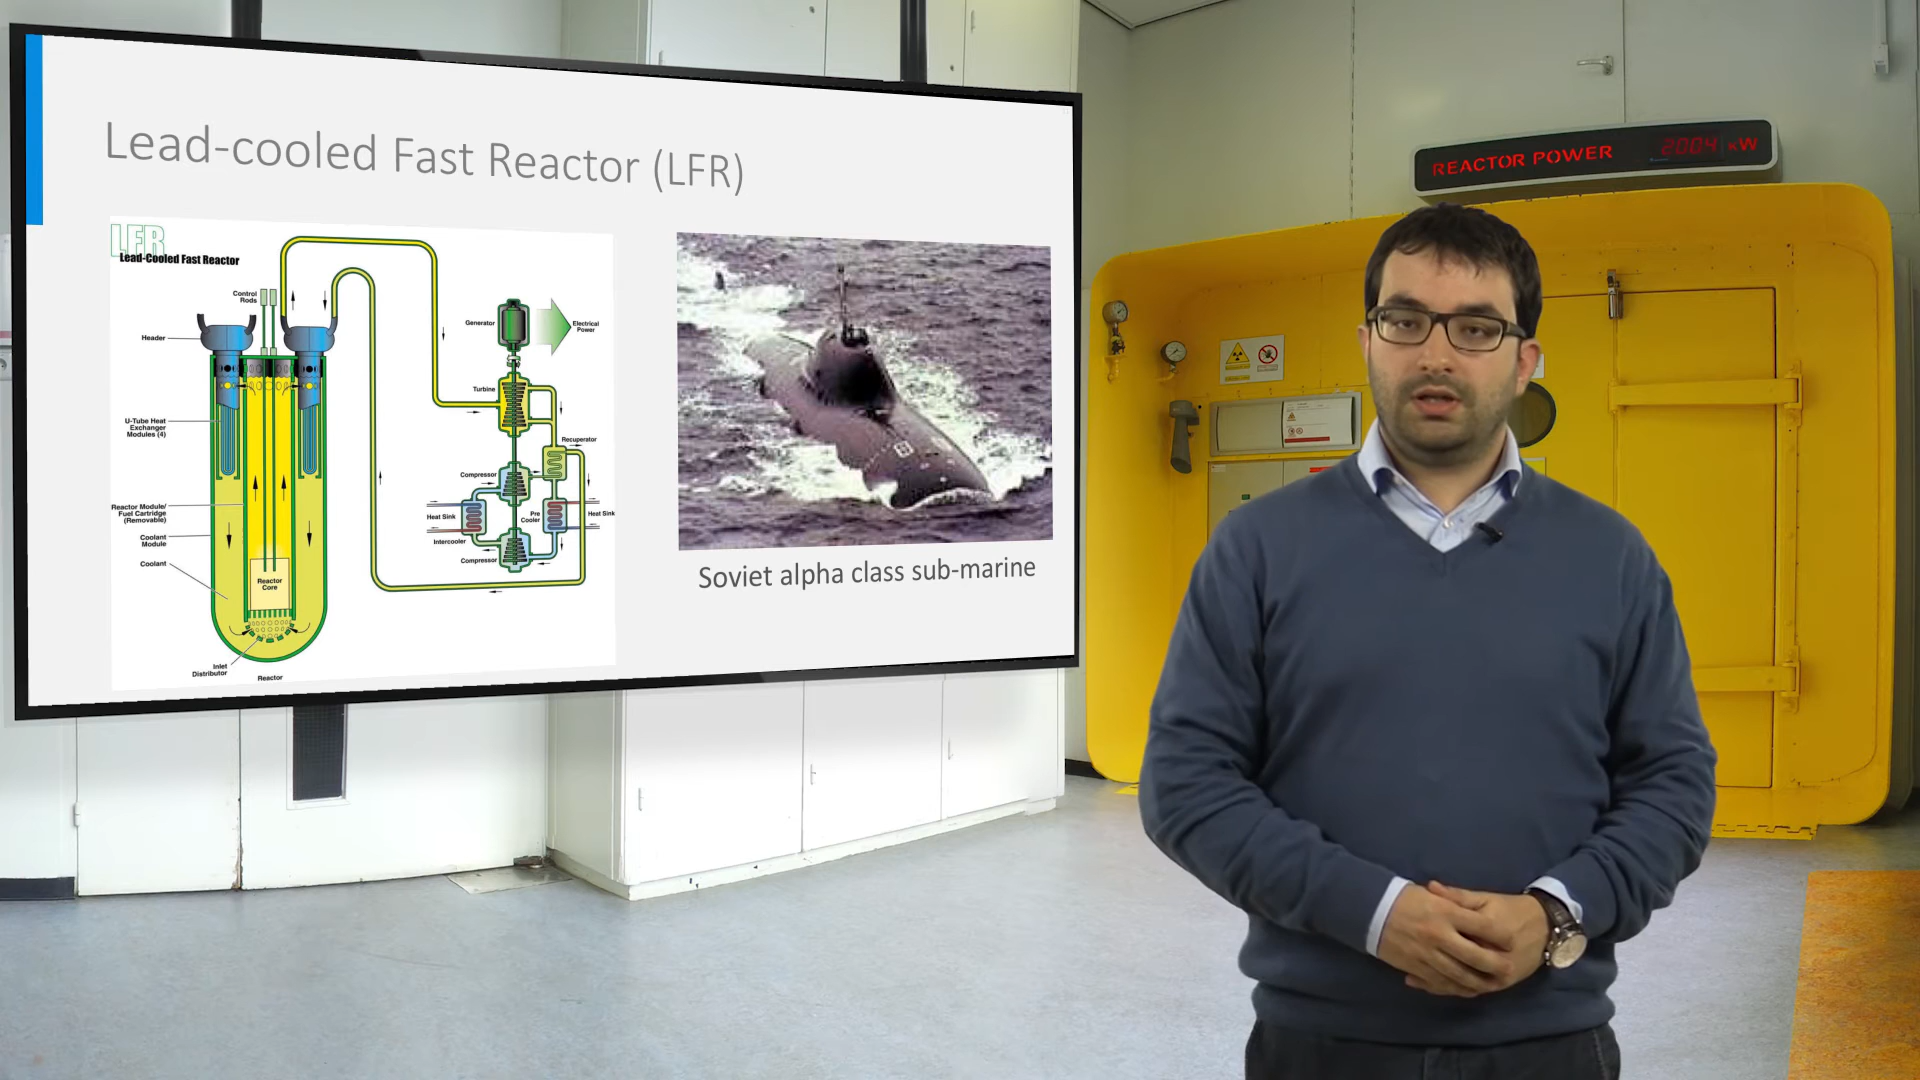 Lead-cooled Fast Reactor (LFR)
LFR
Lead-Cooled Fast Reactor
Control
Rods
Header
U-Tube Heat
Exchanger
Modules (4)
Reactor Module/
Fuel Cartridge
(Removable)
Coolant
Module
Coolant
Reactor
Core
Inlet
Distributor
Reactor
Generator
Electrical
Power
Turbine
Recuperator
Compressor
Heat Sink
Pre
Cooler
Heat Sink
Intercooler
Compressor
Soviet alpha class sub-marine
REACTOR POWER 200.4 kW